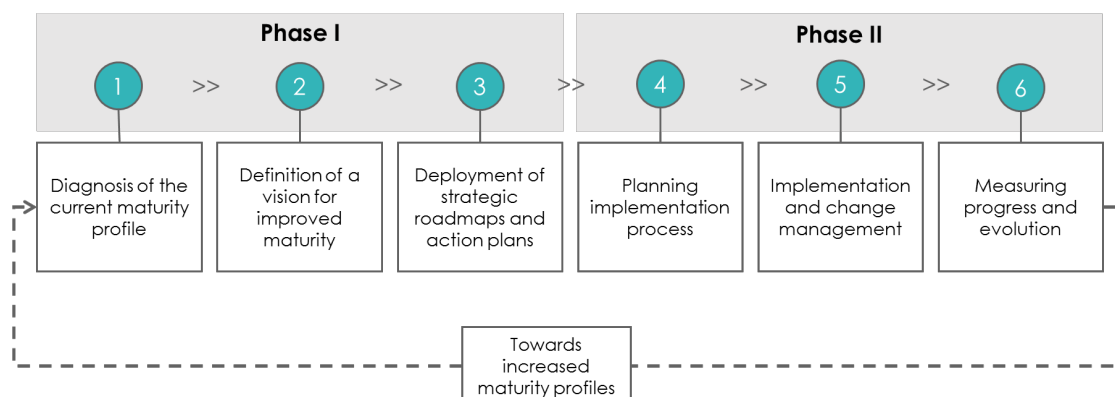 Phase I
Phase II
1
>>
2
>>
3
>>
4
>>
5
>>
6
Diagnosis of the
current maturity
profile
Definition of a
vision for
improved
maturity
Deployment of
strategic
roadmaps and
action plans
Planning
implementation
process
Implementation
and change
management
Measuring
progress and
evolution
Towards
increased
maturity profiles